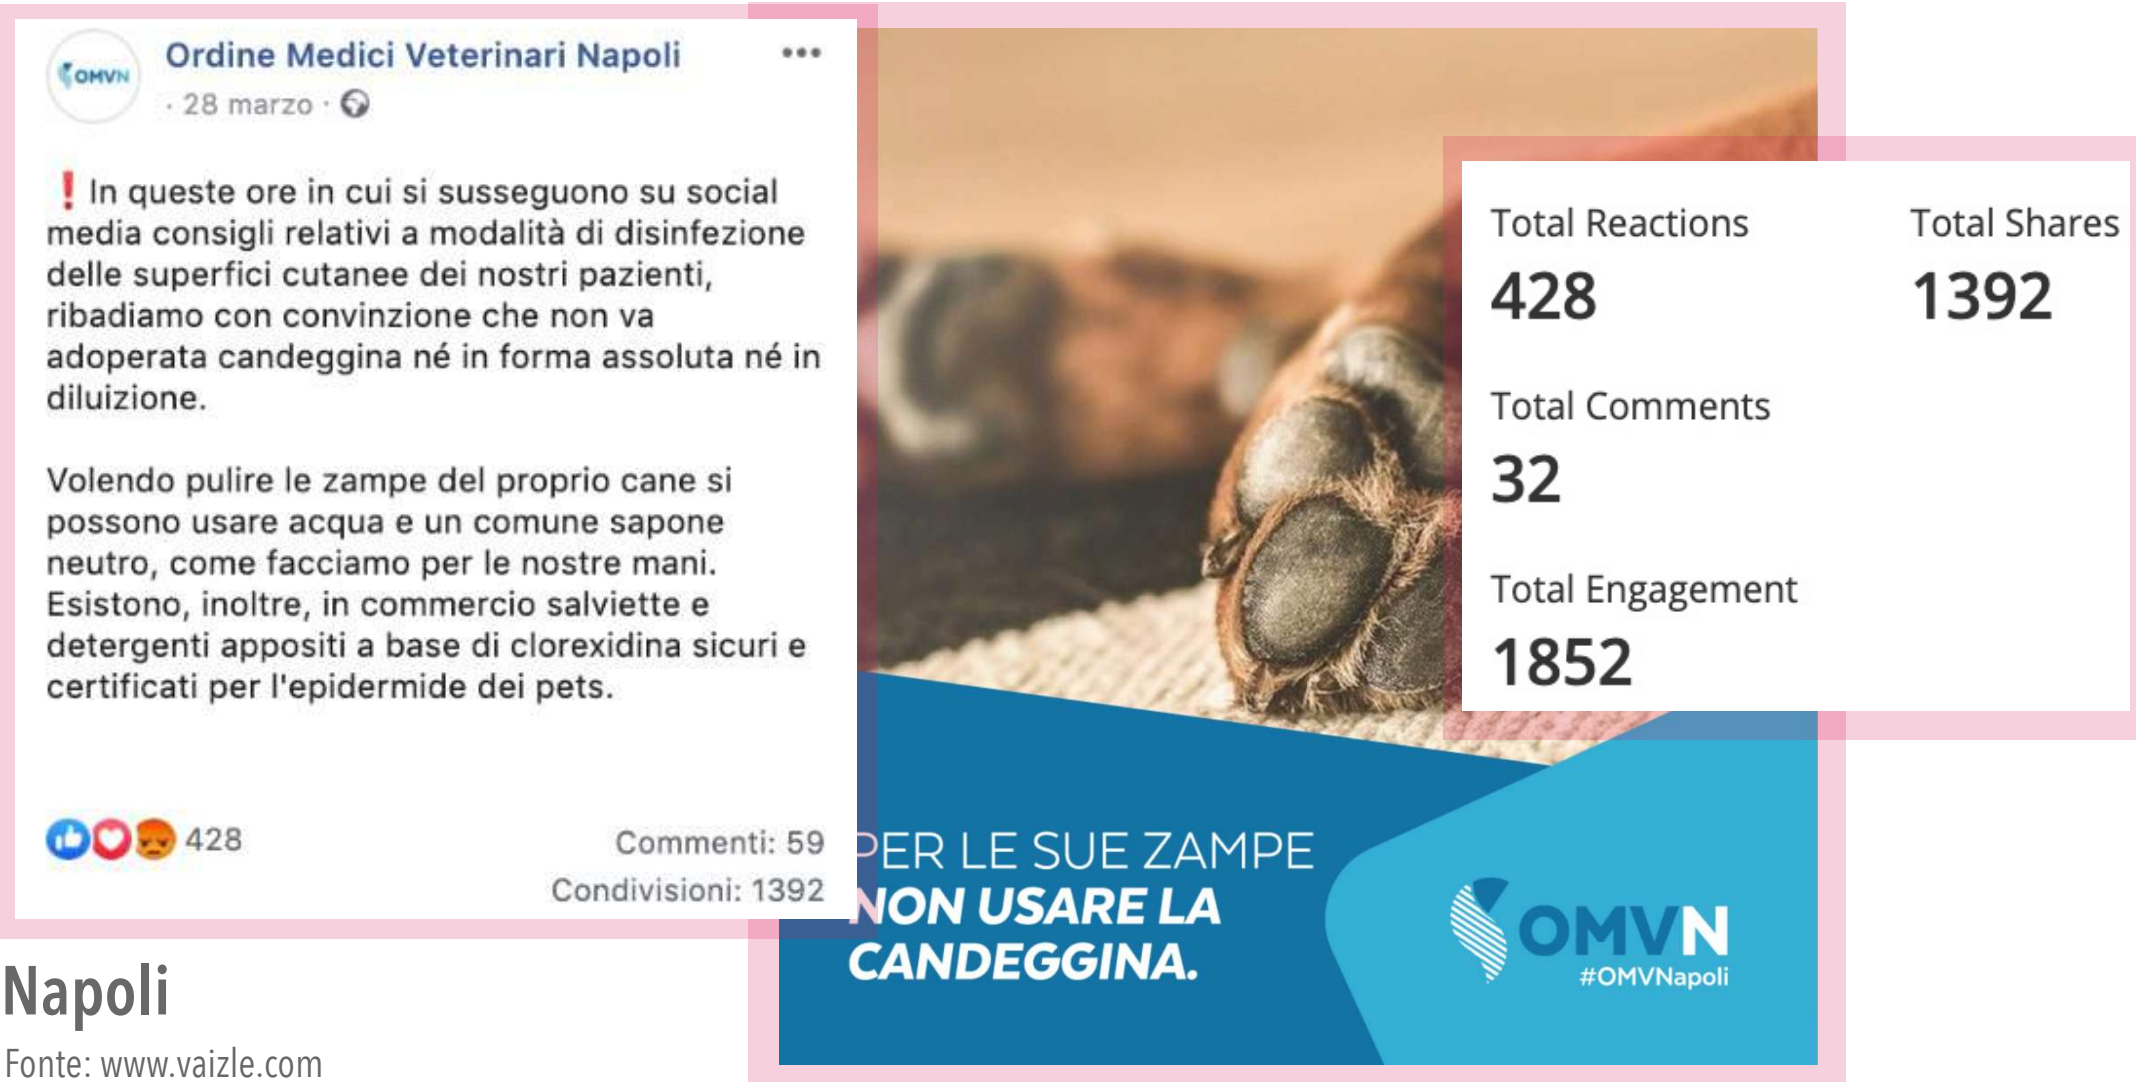 Ordine Medici Veterinari Napoli
OMVN
· 28 marzo ·
❗ In queste ore in cui si susseguono su social
media consigli relativi a modalità di disinfezione
delle superfici cutanee dei nostri pazienti,
ribadiamo con convinzione che non va
adoperata candeggina né in forma assoluta né in
diluizione.
Volendo pulire le zampe del proprio cane si
possono usare acqua e un comune sapone
neutro, come facciamo per le nostre mani.
Esistono, inoltre, in commercio salviette e
detergenti appositi a base di clorexidina sicuri e
certificati per l'epidermide dei pets.
428
Commenti: 59
Condivisioni: 1392
PER LE SUE ZAMPE
NON USARE LA
CANDEGGINA.
OMVN
#OMVNapoli
Total Reactions
428
Total Shares
1392
Total Comments
32
Total Engagement
1852
Napoli
Fonte: www.vaizle.com